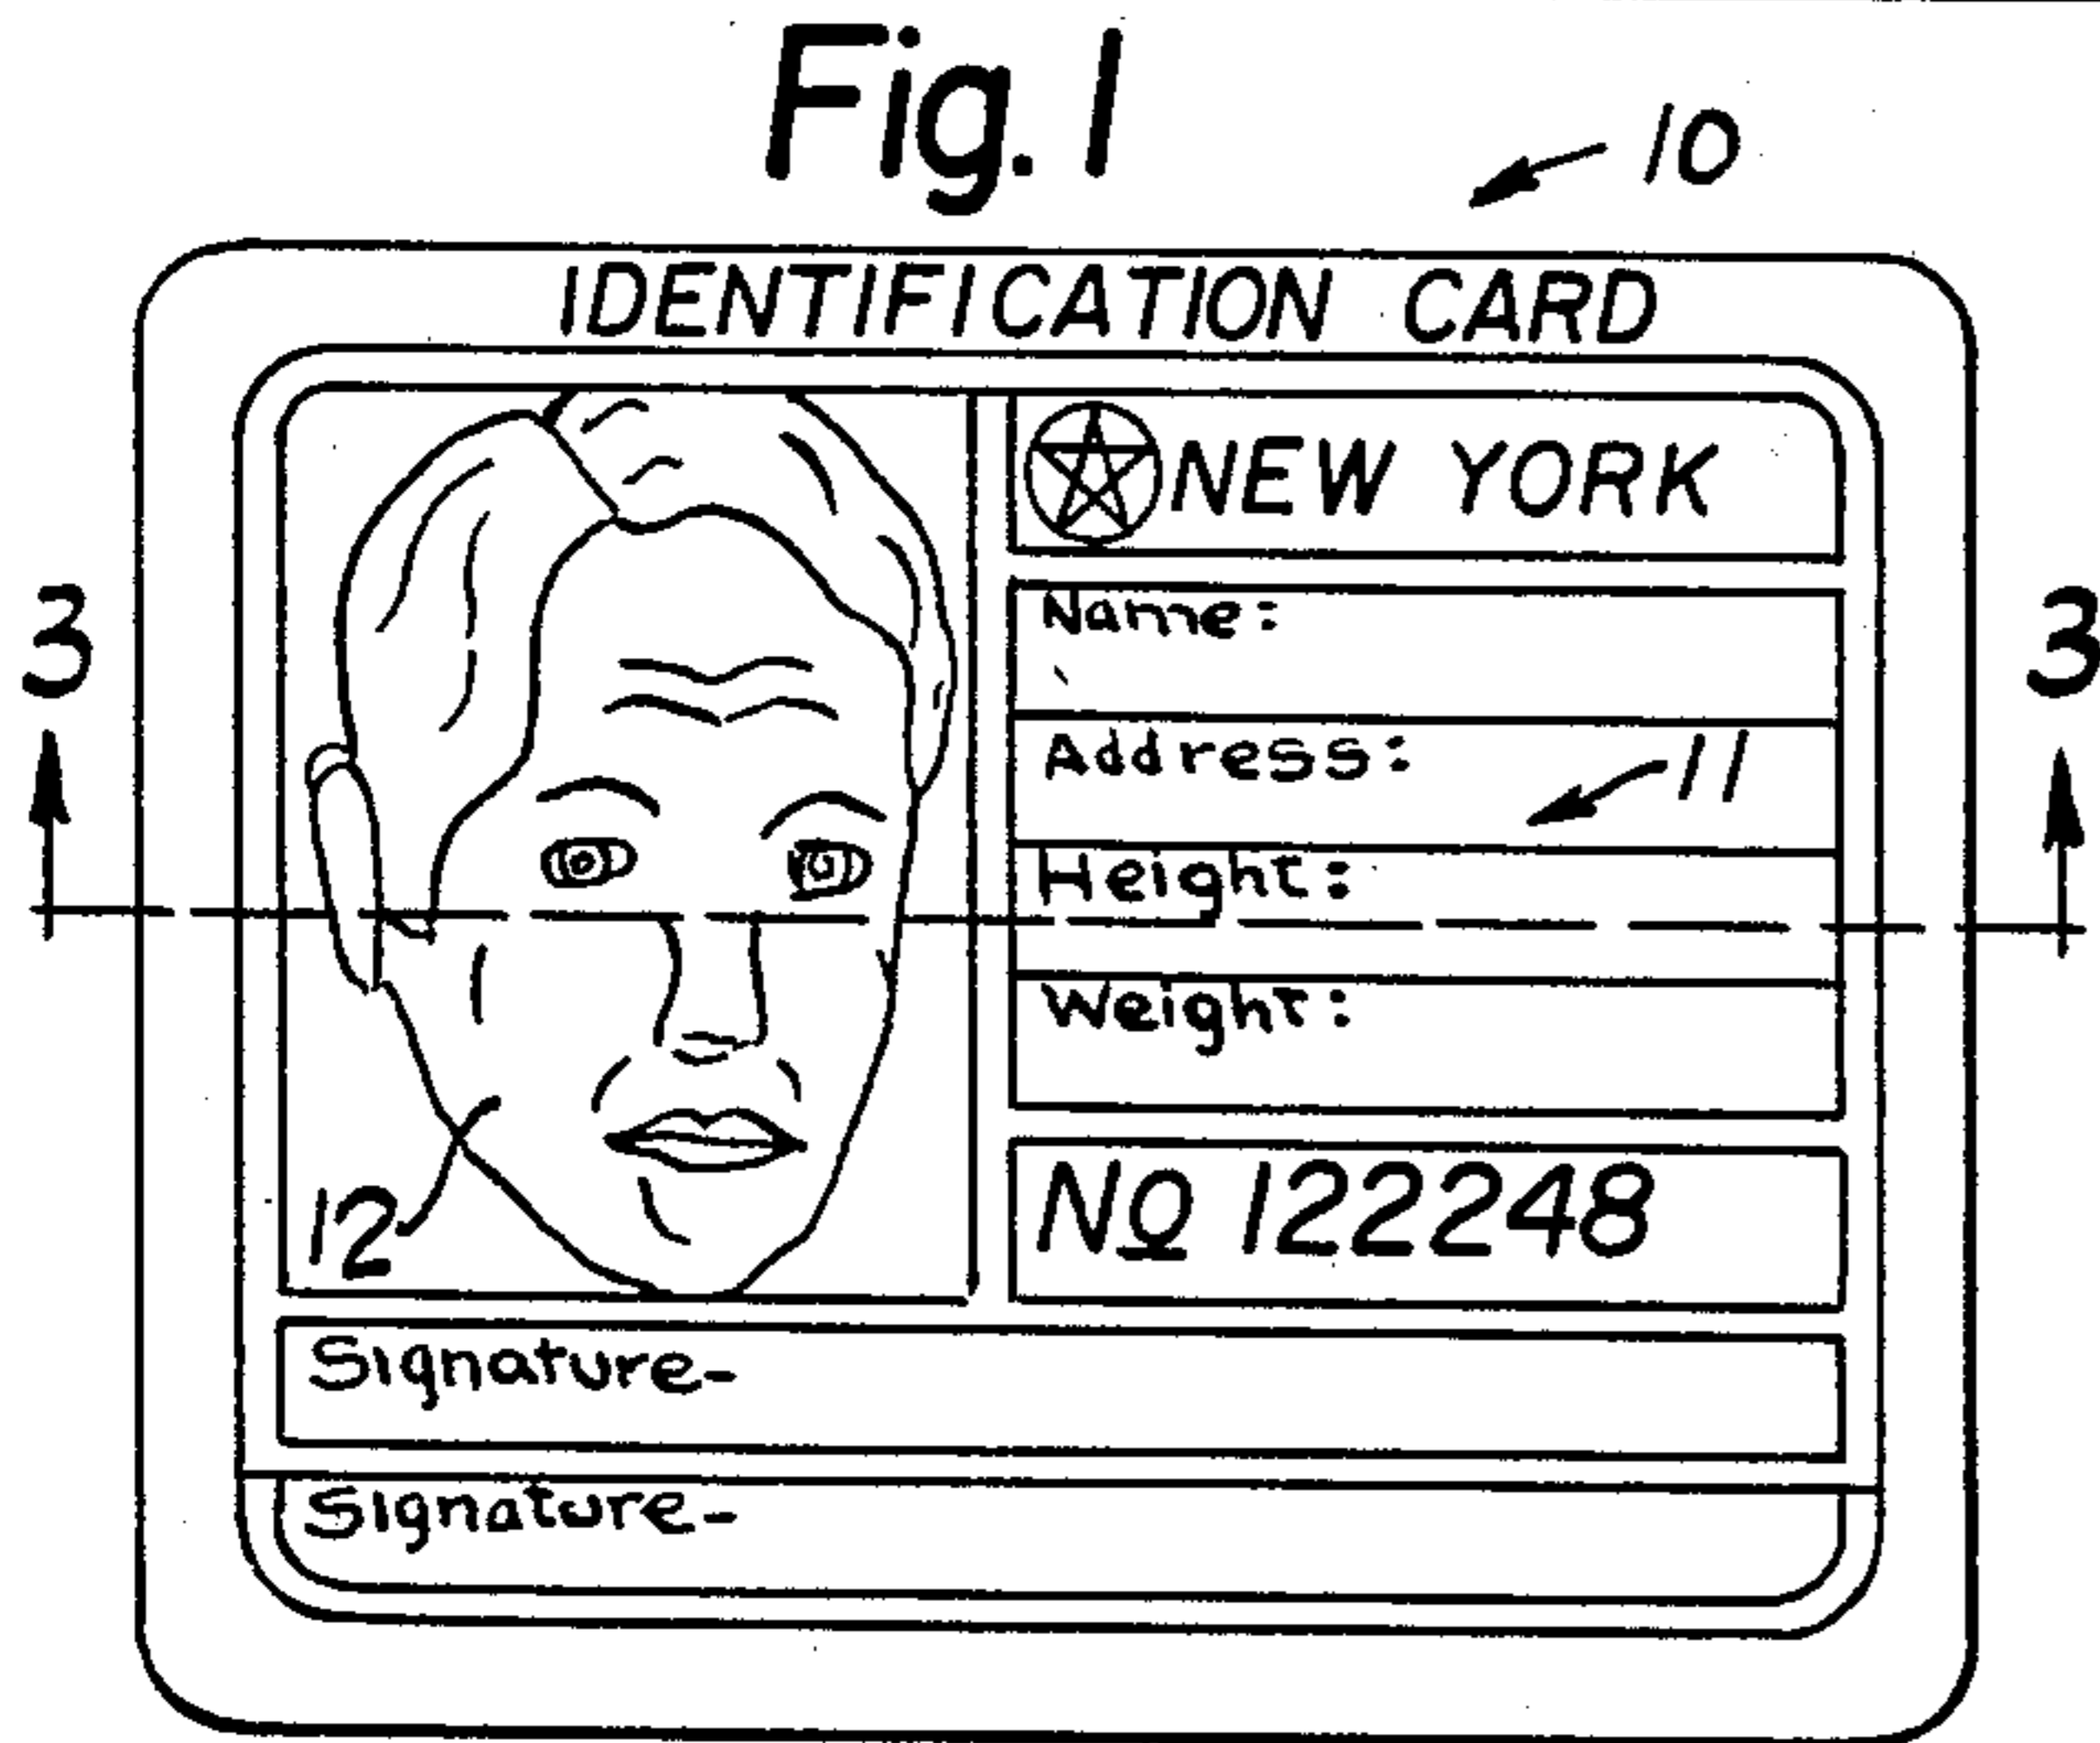 Fig. 1
10
IDENTIFICATION CARD
NEW YORK
Name:
3 3
Address:
11
Height:
Weight:
12
No 122248
Signature-
Signature-